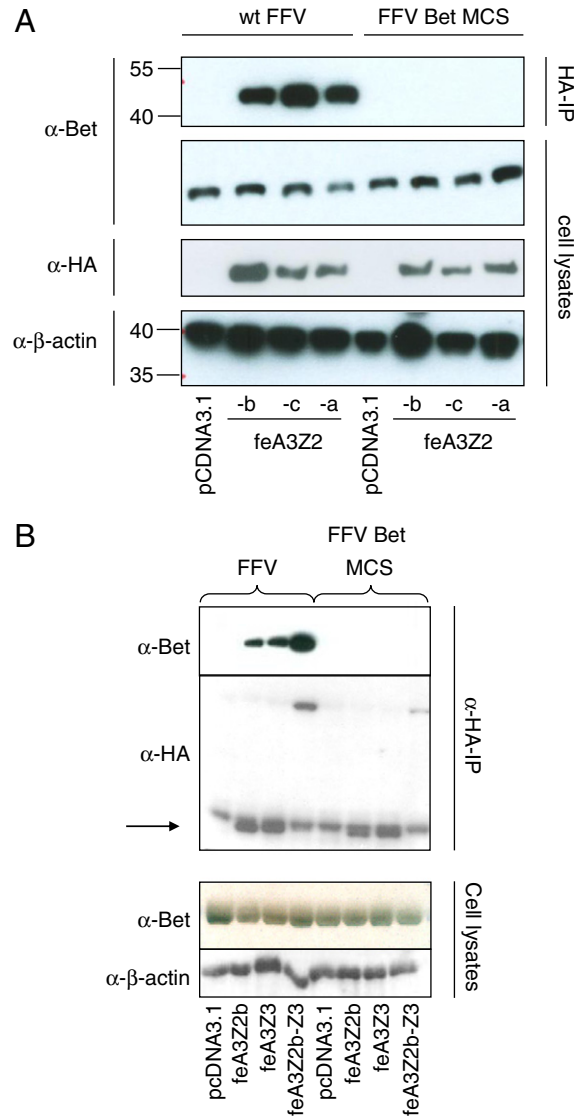 A
wt FFV
FFV Bet MCS
55
40
α-Bet
HA-IP
α-HA
cell lysates
40
35
α-β-actin
pCDNA3.1
-b
-c
-a
feA3Z2
pCDNA3.1
-b
-c
-a
feA3Z2
B
FFV
FFV Bet
MCS
α-Bet
α-HA
α-HA-IP
α-Bet
α-β-actin
Cell lysates
pcDNA3.1
feA3Z2b
feA3Z3
feA3Z2b-Z3
pcDNA3.1
feA3Z2b
feA3Z3
feA3Z2b-Z3